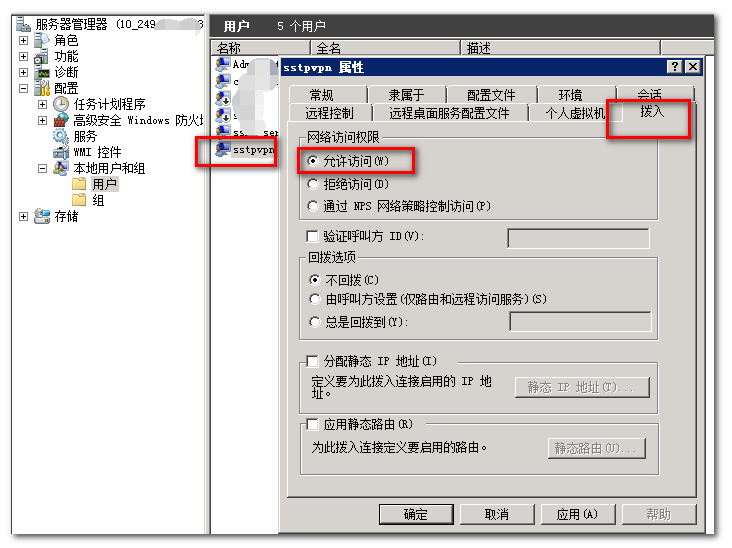 服务器管理器 (10_249
角色
功能
诊断
配置
任务计划程序
高级安全 Windows 防火墙
服务
WMI 控件
本地用户和组
用户
组
存储
用户 5 个用户
名称 全名 描述
sstpvpn
sstpvpn 属性
常规 隶属于 配置文件 环境 会话
远程控制 远程桌面服务配置文件 个人虚拟机 拨入
网络访问权限
允许访问(W)
拒绝访问(D)
通过 NPS 网络策略控制访问(P)
验证呼叫方 ID(V):
回拨选项
不回拨(C)
由呼叫方设置(仅路由和远程访问服务)(S)
总是回拨到(Y):
分配静态 IP 地址(I)
定义要为此拨入连接启用的 IP 地
址。
静态 IP 地址(T)...
应用静态路由(R)
为此拨入连接定义要启用的路由。
静态路由(U)...
确定 取消 应用(A) 帮助